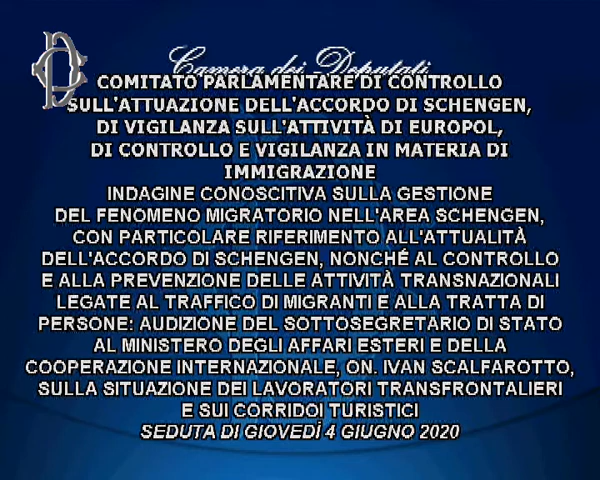 Camera dei Deputati
COMITATO PARLAMENTARE DI CONTROLLO
SULL'ATTUAZIONE DELL'ACCORDO DI SCHENGEN,
DI VIGILANZA SULL'ATTIVITÀ DI EUROPOL,
DI CONTROLLO E VIGILANZA IN MATERIA DI
IMMIGRAZIONE
INDAGINE CONOSCITIVA SULLA GESTIONE
DEL FENOMENO MIGRATORIO NELL'AREA SCHENGEN,
CON PARTICOLARE RIFERIMENTO ALL'ATTUALITÀ
DELL'ACCORDO DI SCHENGEN, NONCHÉ AL CONTROLLO
E ALLA PREVENZIONE DELLE ATTIVITÀ TRANSNAZIONALI
LEGATE AL TRAFFICO DI MIGRANTI E ALLA TRATTA DI
PERSONE: AUDIZIONE DEL SOTTOSEGRETARIO DI STATO
AL MINISTERO DEGLI AFFARI ESTERI E DELLA
COOPERAZIONE INTERNAZIONALE, ON. IVAN SCALFAROTTO,
SULLA SITUAZIONE DEI LAVORATORI TRANSFRONTALIERI
E SUI CORRIDOI TURISTICI
SEDUTA DI GIOVEDÍ 4 GIUGNO 2020